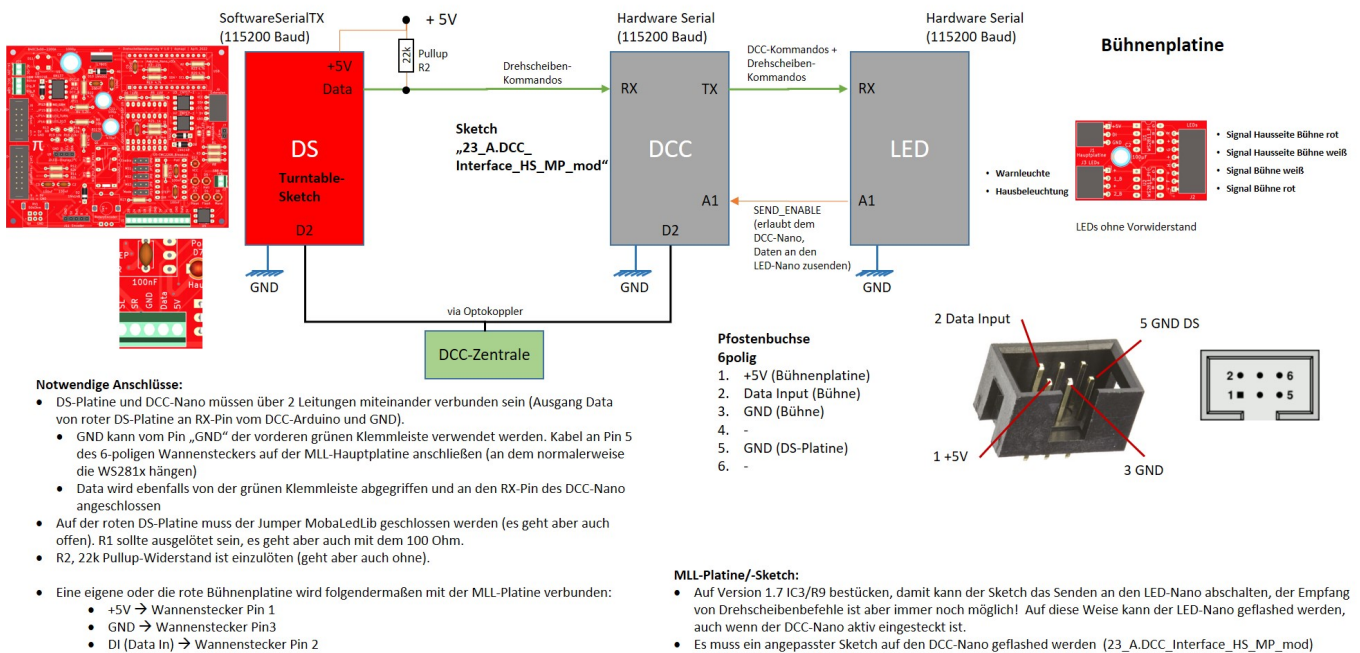 SoftwareSerialTX
(115200 Baud)
+ 5V
22k
Pullup
R2
+5V
Data
DS
Turntable-
Sketch
D2
GND
Drehscheiben-
Kommandos
Sketch
„23_A.DCC_
Interface_HS_MP_mod“
Hardware Serial
(115200 Baud)
RX
TX
DCC
A1
D2
GND
DCC-Kommandos +
Drehscheiben-
Kommandos
SEND_ENABLE
(erlaubt dem
DCC-Nano,
Daten an den
LED-Nano zusenden)
Hardware Serial
(115200 Baud)
RX
LED
A1
GND
via Optokoppler
DCC-Zentrale
100nF
GND
Data
5V
Bühnenplatine
• Warnleuchte
• Hausbeleuchtung
• Signal Hausseite Bühne rot
• Signal Hausseite Bühne weiß
• Signal Bühne weiß
• Signal Bühne rot
LEDs ohne Vorwiderstand
Pfostenbuchse
6polig
1. +5V (Bühnenplatine)
2. Data Input (Bühne)
3. GND (Bühne)
4. -
5. GND (DS-Platine)
6. -
2 Data Input
5 GND DS
1 +5V
3 GND
2 6
1 5
Notwendige Anschlüsse:
• DS-Platine und DCC-Nano müssen über 2 Leitungen miteinander verbunden sein (Ausgang Data
von roter DS-Platine an RX-Pin vom DCC-Arduino und GND).
• GND kann vom Pin „GND“ der vorderen grünen Klemmleiste verwendet werden. Kabel an Pin 5
des 6-poligen Wannensteckers auf der MLL-Hauptplatine anschließen (an dem normalerweise
die WS281x hängen)
• Data wird ebenfalls von der grünen Klemmleiste abgegriffen und an den RX-Pin des DCC-Nano
angeschlossen
• Auf der roten DS-Platine muss der Jumper MobaLedLib geschlossen werden (es geht aber auch
offen). R1 sollte ausgelötet sein, es geht aber auch mit dem 100 Ohm.
• R2, 22k Pullup-Widerstand ist einzulöten (geht aber auch ohne).
• Eine eigene oder die rote Bühnenplatine wird folgendermaßen mit der MLL-Platine verbunden:
• +5V → Wannenstecker Pin 1
• GND → Wannenstecker Pin3
• DI (Data In) → Wannenstecker Pin 2
MLL-Platine/-Sketch:
• Auf Version 1.7 IC3/R9 bestücken, damit kann der Sketch das Senden an den LED-Nano abschalten, der Empfang
von Drehscheibenbefehle ist aber immer noch möglich! Auf diese Weise kann der LED-Nano geflashed werden,
auch wenn der DCC-Nano aktiv eingesteckt ist.
• Es muss ein angepasster Sketch auf den DCC-Nano geflashed werden (23_A.DCC_Interface_HS_MP_mod)